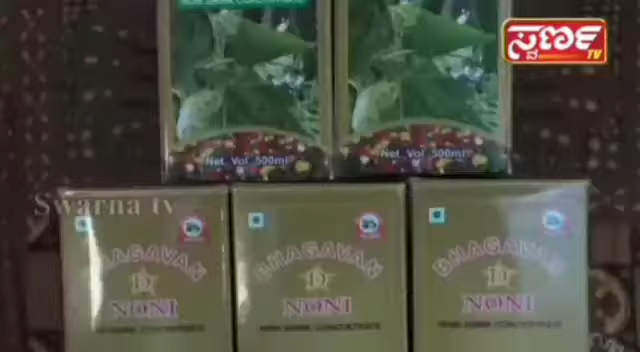 ಸ್ವರ್ಣ
TV
Net. Vol. 500ml
Net. Vol. 500ml
Swarna tv
BHAGAVAN
D
NONI
BHAGAVAN
D
NONI
BHAGAVAN
D
NONI